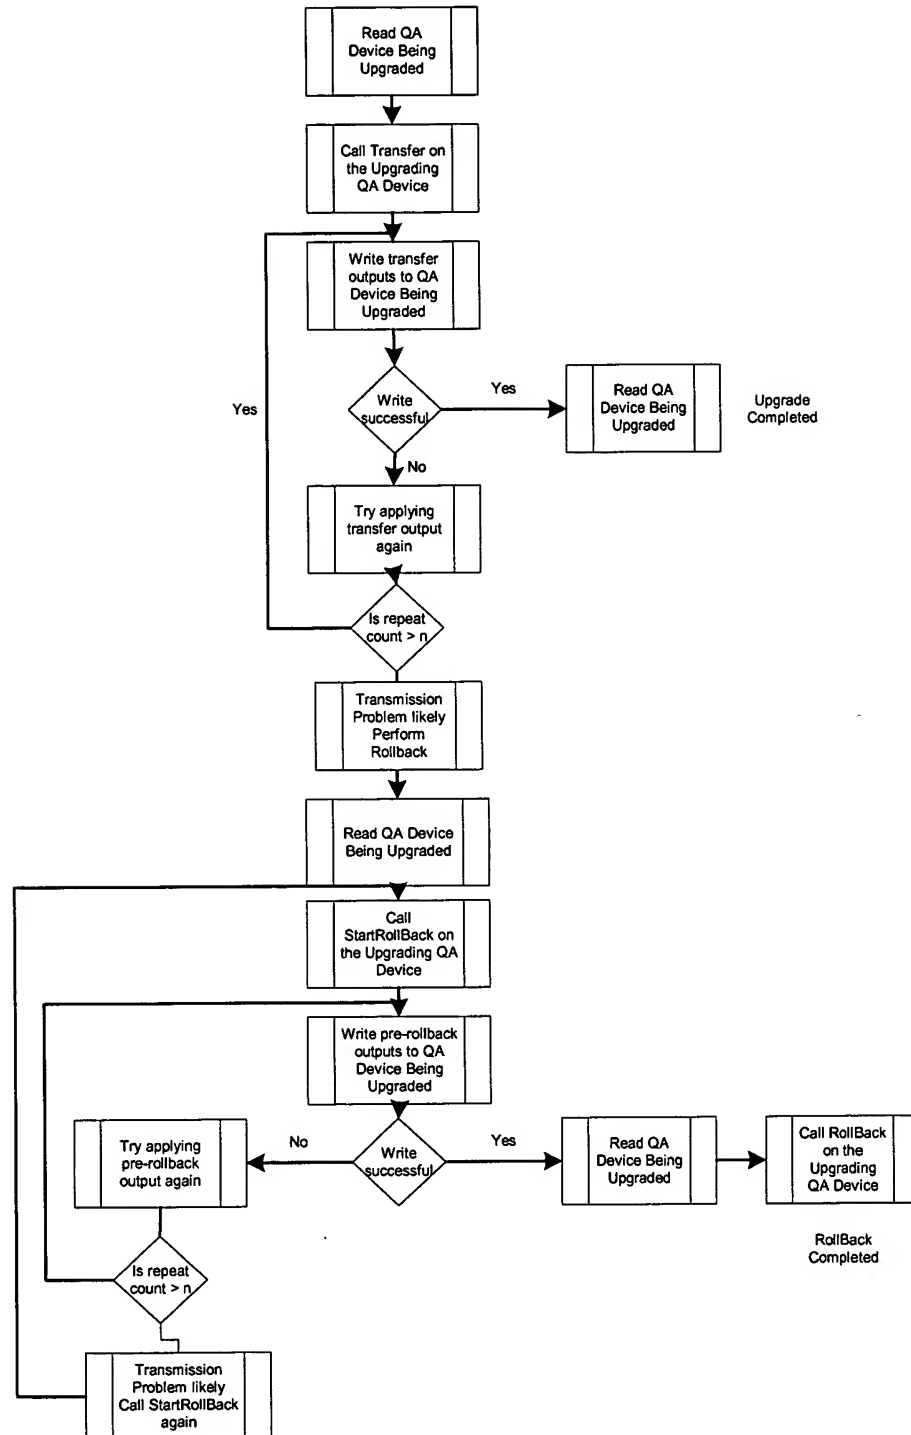 Read QA
Device Being
Upgraded
Call Transfer on
the Upgrading
QA Device
Write transfer
outputs to QA
Device Being
Upgraded
Yes
Write
successful
Yes
Read QA
Device Being
Upgraded
Upgrade
Completed
No
Try applying
transfer output
again
Is repeat
count > n
Transmission
Problem likely
Perform
Rollback
Read QA Device
Being Upgraded
Call
StartRollBack on
the Upgrading QA
Device
Write pre-rollback
outputs to QA
Device Being
Upgraded
Try applying
pre-rollback
output again
No
Write
successful
Yes
Read QA
Device Being
Upgraded
Call RollBack
on the
Upgrading
QA Device
RollBack
Completed
Is repeat
count > n
Transmission
Problem likely
Call StartRollBack
again